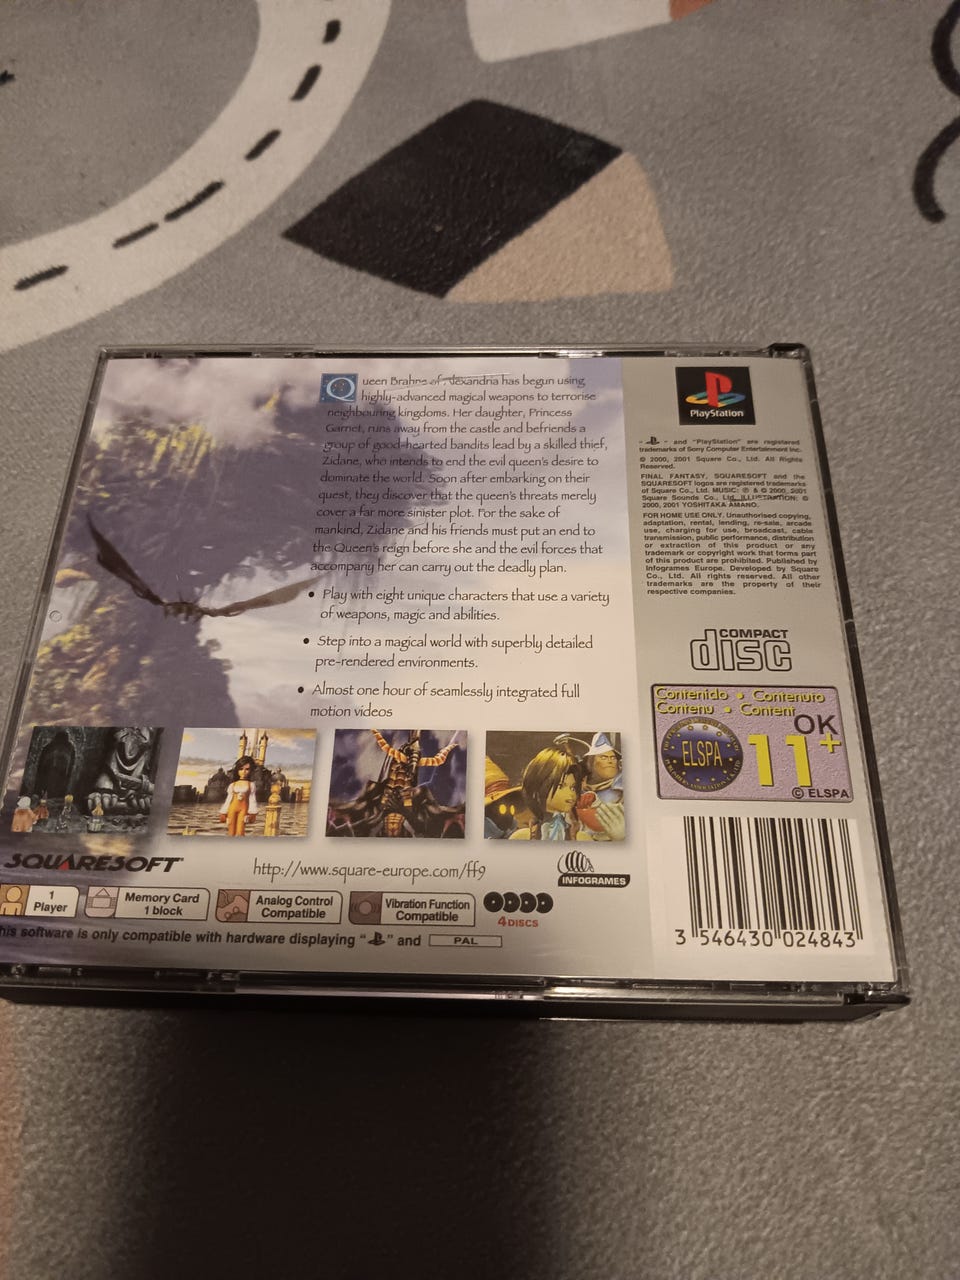 Queen Brahne of Alexandria has begun using
highly-advanced magical weapons to terrorise
neighbouring kingdoms. Her daughter, Princess
Garnet, runs away from the castle and befriends a
group of good-hearted bandits lead by a skilled thief,
Zidane, who intends to end the evil queen's desire to
dominate the world. Soon after embarking on their
quest, they discover that the queen's threats merely
cover a far more sinister plot. For the sake of
mankind, Zidane and his friends must put an end to
the Queen's reign before she and the evil forces that
accompany her can carry out the deadly plan.
• Play with eight unique characters that use a variety
of weapons, magic and abilities.
• Step into a magical world with superbly detailed
pre-rendered environments.
• Almost one hour of seamlessly integrated full
motion videos
SQUARESOFT
http://www.square-europe.com/ff9
INFOGRAMES
1
Player
Memory Card
1 block
Analog Control
Compatible
Vibration Function
Compatible
4 DISCS
his software is only compatible with hardware displaying " " and PAL
PlayStation
" " and "PlayStation" are registered
trademarks of Sony Computer Entertainment Inc.
© 2000, 2001 Square Co., Ltd. All Rights
Reserved.
FINAL FANTASY, SQUARESOFT and the
SQUARESOFT logos are registered trademarks
of Square Co., Ltd. MUSIC: ℗ & © 2000, 2001
Square Sounds Co., Ltd. ILLUSTRATION: ©
2000, 2001 YOSHITAKA AMANO.
FOR HOME USE ONLY. Unauthorised copying,
adaptation, rental, lending, re-sale, arcade
use, charging for use, broadcast, cable
transmission, public performance, distribution
or extraction of this product or any
trademark or copyright work that forms part
of this product are prohibited. Published by
Infogrames Europe. Developed by Square
Co., Ltd. All rights reserved. All other
trademarks are the property of their
respective companies.
COMPACT
disc
Contenido • Contenuto
Contenu • Content
OK
ELSPA
11+
© ELSPA
3 546430 024843